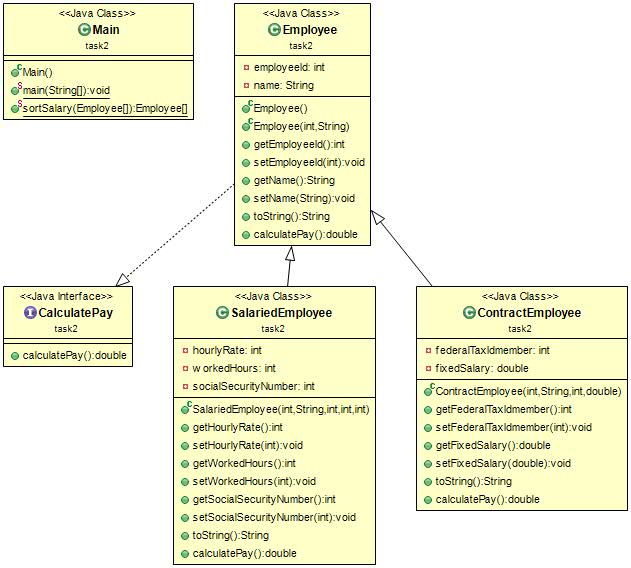 <<Java Class>>
Main
task2
Main()
main(String[]):void
sortSalary(Employee[]):Employee[]
<<Java Class>>
Employee
task2
employeeId: int
name: String
Employee()
Employee(int,String)
getEmployeeId():int
setEmployeeId(int):void
getName():String
setName(String):void
toString():String
calculatePay():double
<<Java Interface>>
CalculatePay
task2
calculatePay():double
<<Java Class>>
SalariedEmployee
task2
hourlyRate: int
workedHours: int
socialSecurityNumber: int
SalariedEmployee(int,String,int,int,int)
getHourlyRate():int
setHourlyRate(int):void
getWorkedHours():int
setWorkedHours(int):void
getSocialSecurityNumber():int
setSocialSecurityNumber(int):void
toString():String
calculatePay():double
<<Java Class>>
ContractEmployee
task2
federalTaxIdmember: int
fixedSalary: double
ContractEmployee(int,String,int,double)
getFederalTaxIdmember():int
setFederalTaxIdmember(int):void
getFixedSalary():double
setFixedSalary(double):void
toString():String
calculatePay():double